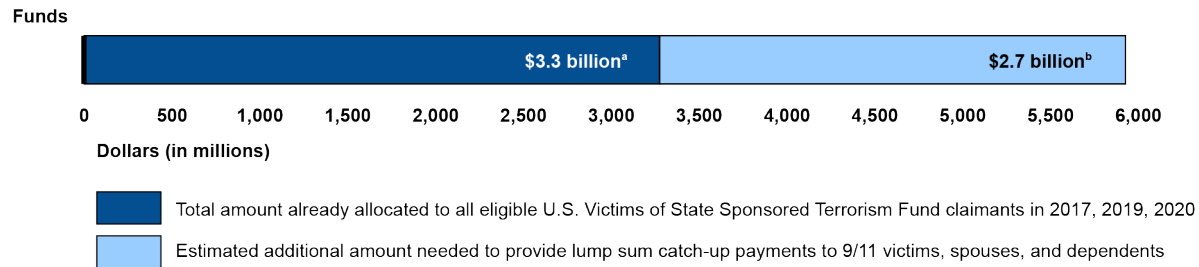 Funds
$3.3 billionᵃ $2.7 billionᵇ
0 500 1,000 1,500 2,000 2,500 3,000 3,500 4,000 4,500 5,000 5,500 6,000
Dollars (in millions)
Total amount already allocated to all eligible U.S. Victims of State Sponsored Terrorism Fund claimants in 2017, 2019, 2020
Estimated additional amount needed to provide lump sum catch-up payments to 9/11 victims, spouses, and dependents